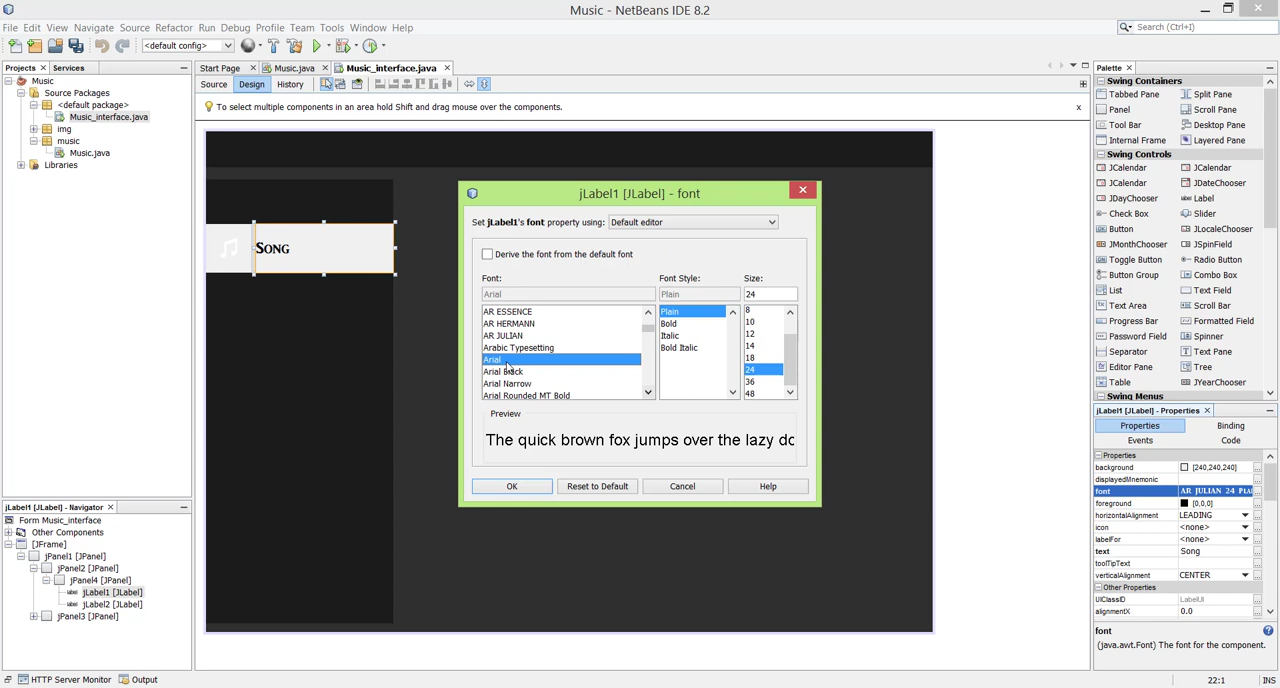 Music - NetBeans IDE 8.2
File Edit View Navigate Source Refactor Run Debug Profile Team Tools Window Help
Search (Ctrl+I)
<default config>
Projects Services
Music
Source Packages
<default package>
Music_interface.java
img
music
Music.java
Libraries
Start Page Music.java Music_interface.java
Source Design History
To select multiple components in an area hold Shift and drag mouse over the components.
x
Song
jLabel1 [JLabel] - font
Set jLabel1's font property using: Default editor
Derive the font from the default font
Font: Font Style: Size:
Arial Plain 24
AR ESSENCE
AR HERMANN
AR JULIAN
Arabic Typesetting
Arial
Arial Black
Arial Narrow
Arial Rounded MT Bold
Plain
Bold
Italic
Bold Italic
8
10
12
14
18
24
36
48
Preview
The quick brown fox jumps over the lazy do
OK Reset to Default Cancel Help
Palette
Swing Containers
Tabbed Pane Split Pane
Panel Scroll Pane
Tool Bar Desktop Pane
Internal Frame Layered Pane
Swing Controls
JCalendar JCalendar
JCalendar JDateChooser
JDayChooser Label
Check Box Slider
Button JLocaleChooser
JMonthChooser JSpinField
Toggle Button Radio Button
Button Group Combo Box
List Text Field
Text Area Scroll Bar
Progress Bar Formatted Field
Password Field Spinner
Separator Text Pane
Editor Pane Tree
Table JYearChooser
Swing Menus
jLabel1 [JLabel] - Properties
Properties Binding
Events Code
Properties
background [240,240,240]
displayedMnemonic
font AR JULIAN 24 Plai
foreground [0,0,0]
horizontalAlignment LEADING
icon <none>
labelFor <none>
text Song
toolTipText
verticalAlignment CENTER
Other Properties
UIClassID LabelUI
alignmentX 0.0
font
(java.awt.Font) The font for the component.
jLabel1 [JLabel] - Navigator
Form Music_interface
Other Components
[JFrame]
jPanel1 [JPanel]
jPanel2 [JPanel]
jPanel4 [JPanel]
jLabel1 [JLabel]
jLabel2 [JLabel]
jPanel3 [JPanel]
HTTP Server Monitor Output
22:1 INS